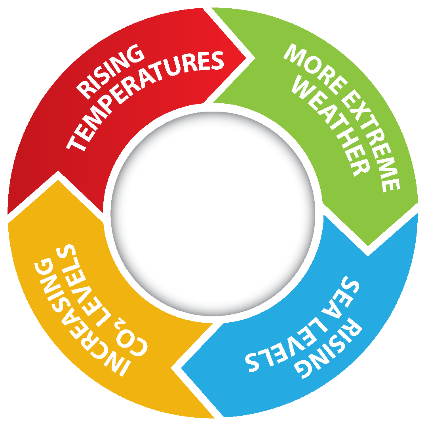 RISING
TEMPERATURES
MORE EXTREME
WEATHER
RISING
SEA LEVELS
INCREASING
CO₂ LEVELS